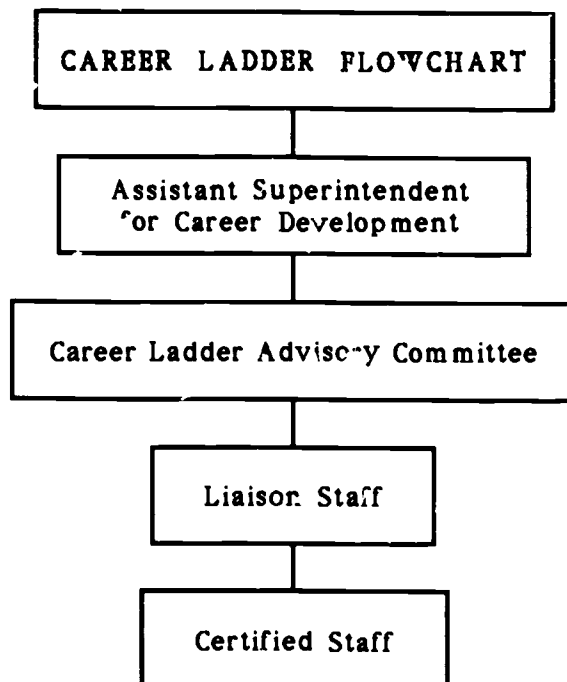 CAREER LADDER FLOWCHART
Assistant Superintendent
for Career Development
Career Ladder Advisory Committee
Liaison Staff
Certified Staff